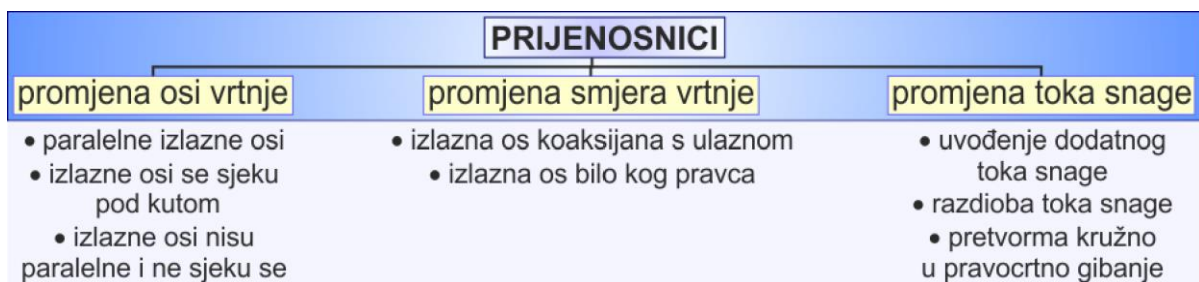 PRIJENOSNICI
promjena osi vrtnje
• paralelne izlazne osi
• izlazne osi se sjeku
pod kutom
• izlazne osi nisu
paralelne i ne sjeku se
promjena smjera vrtnje
• izlazna os koaksijana s ulaznom
• izlazna os bilo kog pravca
promjena toka snage
• uvođenje dodatnog
toka snage
• razdioba toka snage
• pretvorma kružno
u pravocrtno gibanje